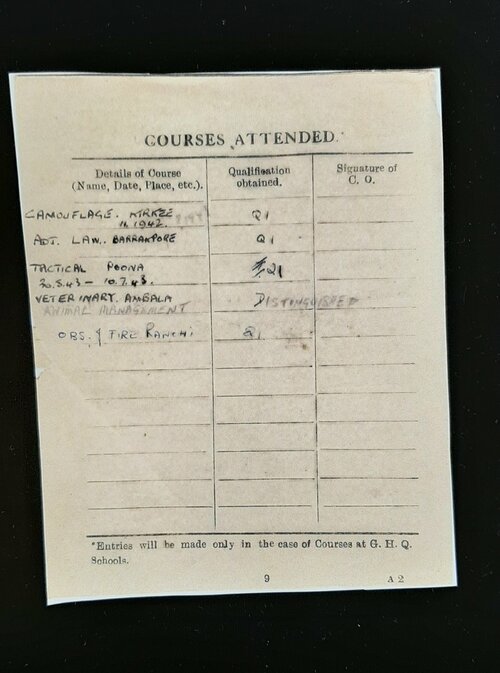 COURSES ATTENDED.*
Details of Course Qualification Signature of
(Name, Date, Place, etc.). obtained. C. O.
CAMOUFLAGE. KIRKEE Q1
11.1942.
ADJ. LAW. BARRAKPORE Q1
TACTICAL POONA Q1
30.5.43 – 10.7.43.
VETERINARY. AMBALA DISTINGUISHED
ANIMAL MANAGEMENT
OBS. & FIRE RANCHI Q1
*Entries will be made only in the case of Courses at G. H. Q.
Schools.
9 A 2